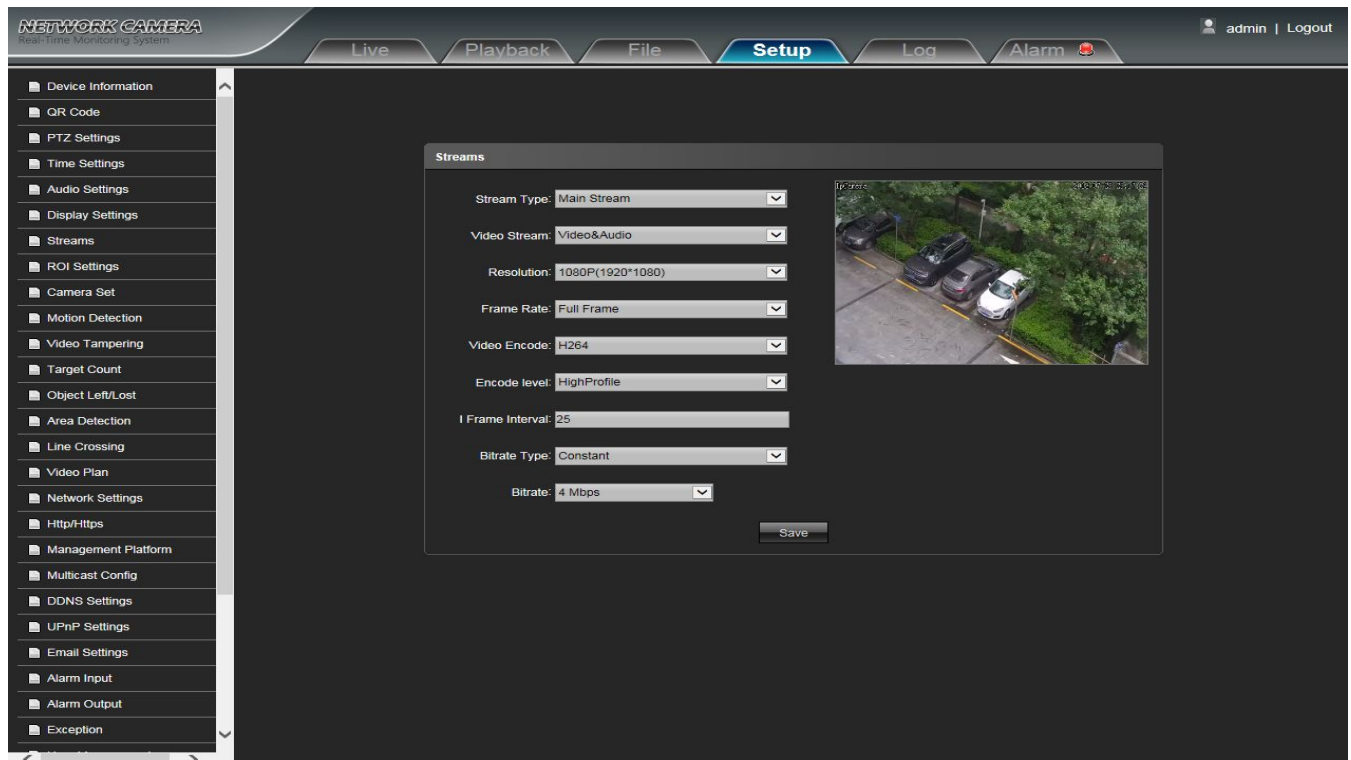 NETWORK CAMERA
Real-Time Monitoring System
Live
Playback
File
Setup
Log
Alarm
admin | Logout
Device Information
QR Code
PTZ Settings
Time Settings
Audio Settings
Display Settings
Streams
ROI Settings
Camera Set
Motion Detection
Video Tampering
Target Count
Object Left/Lost
Area Detection
Line Crossing
Video Plan
Network Settings
Http/Https
Management Platform
Multicast Config
DDNS Settings
UPnP Settings
Email Settings
Alarm Input
Alarm Output
Exception
Streams
Stream Type: Main Stream
Video Stream: Video&Audio
Resolution: 1080P(1920*1080)
Frame Rate: Full Frame
Video Encode: H264
Encode level: HighProfile
I Frame Interval: 25
Bitrate Type: Constant
Bitrate: 4 Mbps
Save